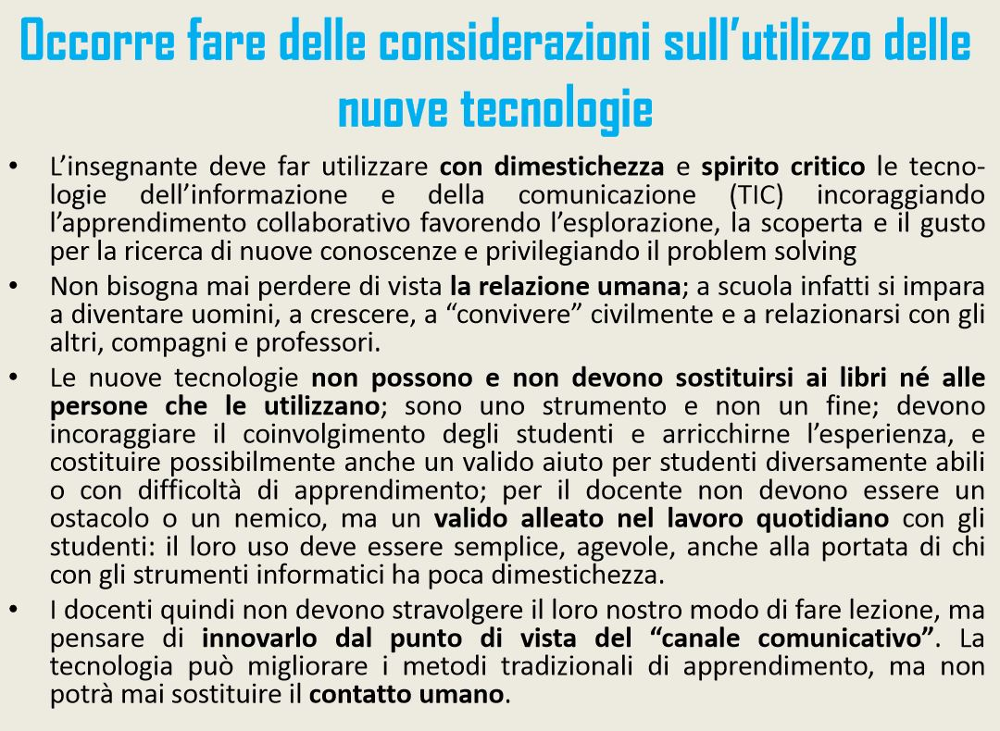 Occorre fare delle considerazioni sull’utilizzo delle
nuove tecnologie
• L’insegnante deve far utilizzare con dimestichezza e spirito critico le tecno-
logie dell’informazione e della comunicazione (TIC) incoraggiando
l’apprendimento collaborativo favorendo l’esplorazione, la scoperta e il gusto
per la ricerca di nuove conoscenze e privilegiando il problem solving
• Non bisogna mai perdere di vista la relazione umana; a scuola infatti si impara
a diventare uomini, a crescere, a “convivere” civilmente e a relazionarsi con gli
altri, compagni e professori.
• Le nuove tecnologie non possono e non devono sostituirsi ai libri né alle
persone che le utilizzano; sono uno strumento e non un fine; devono
incoraggiare il coinvolgimento degli studenti e arricchirne l’esperienza, e
costituire possibilmente anche un valido aiuto per studenti diversamente abili
o con difficoltà di apprendimento; per il docente non devono essere un
ostacolo o un nemico, ma un valido alleato nel lavoro quotidiano con gli
studenti: il loro uso deve essere semplice, agevole, anche alla portata di chi
con gli strumenti informatici ha poca dimestichezza.
• I docenti quindi non devono stravolgere il loro nostro modo di fare lezione, ma
pensare di innovarlo dal punto di vista del “canale comunicativo”. La
tecnologia può migliorare i metodi tradizionali di apprendimento, ma non
potrà mai sostituire il contatto umano.